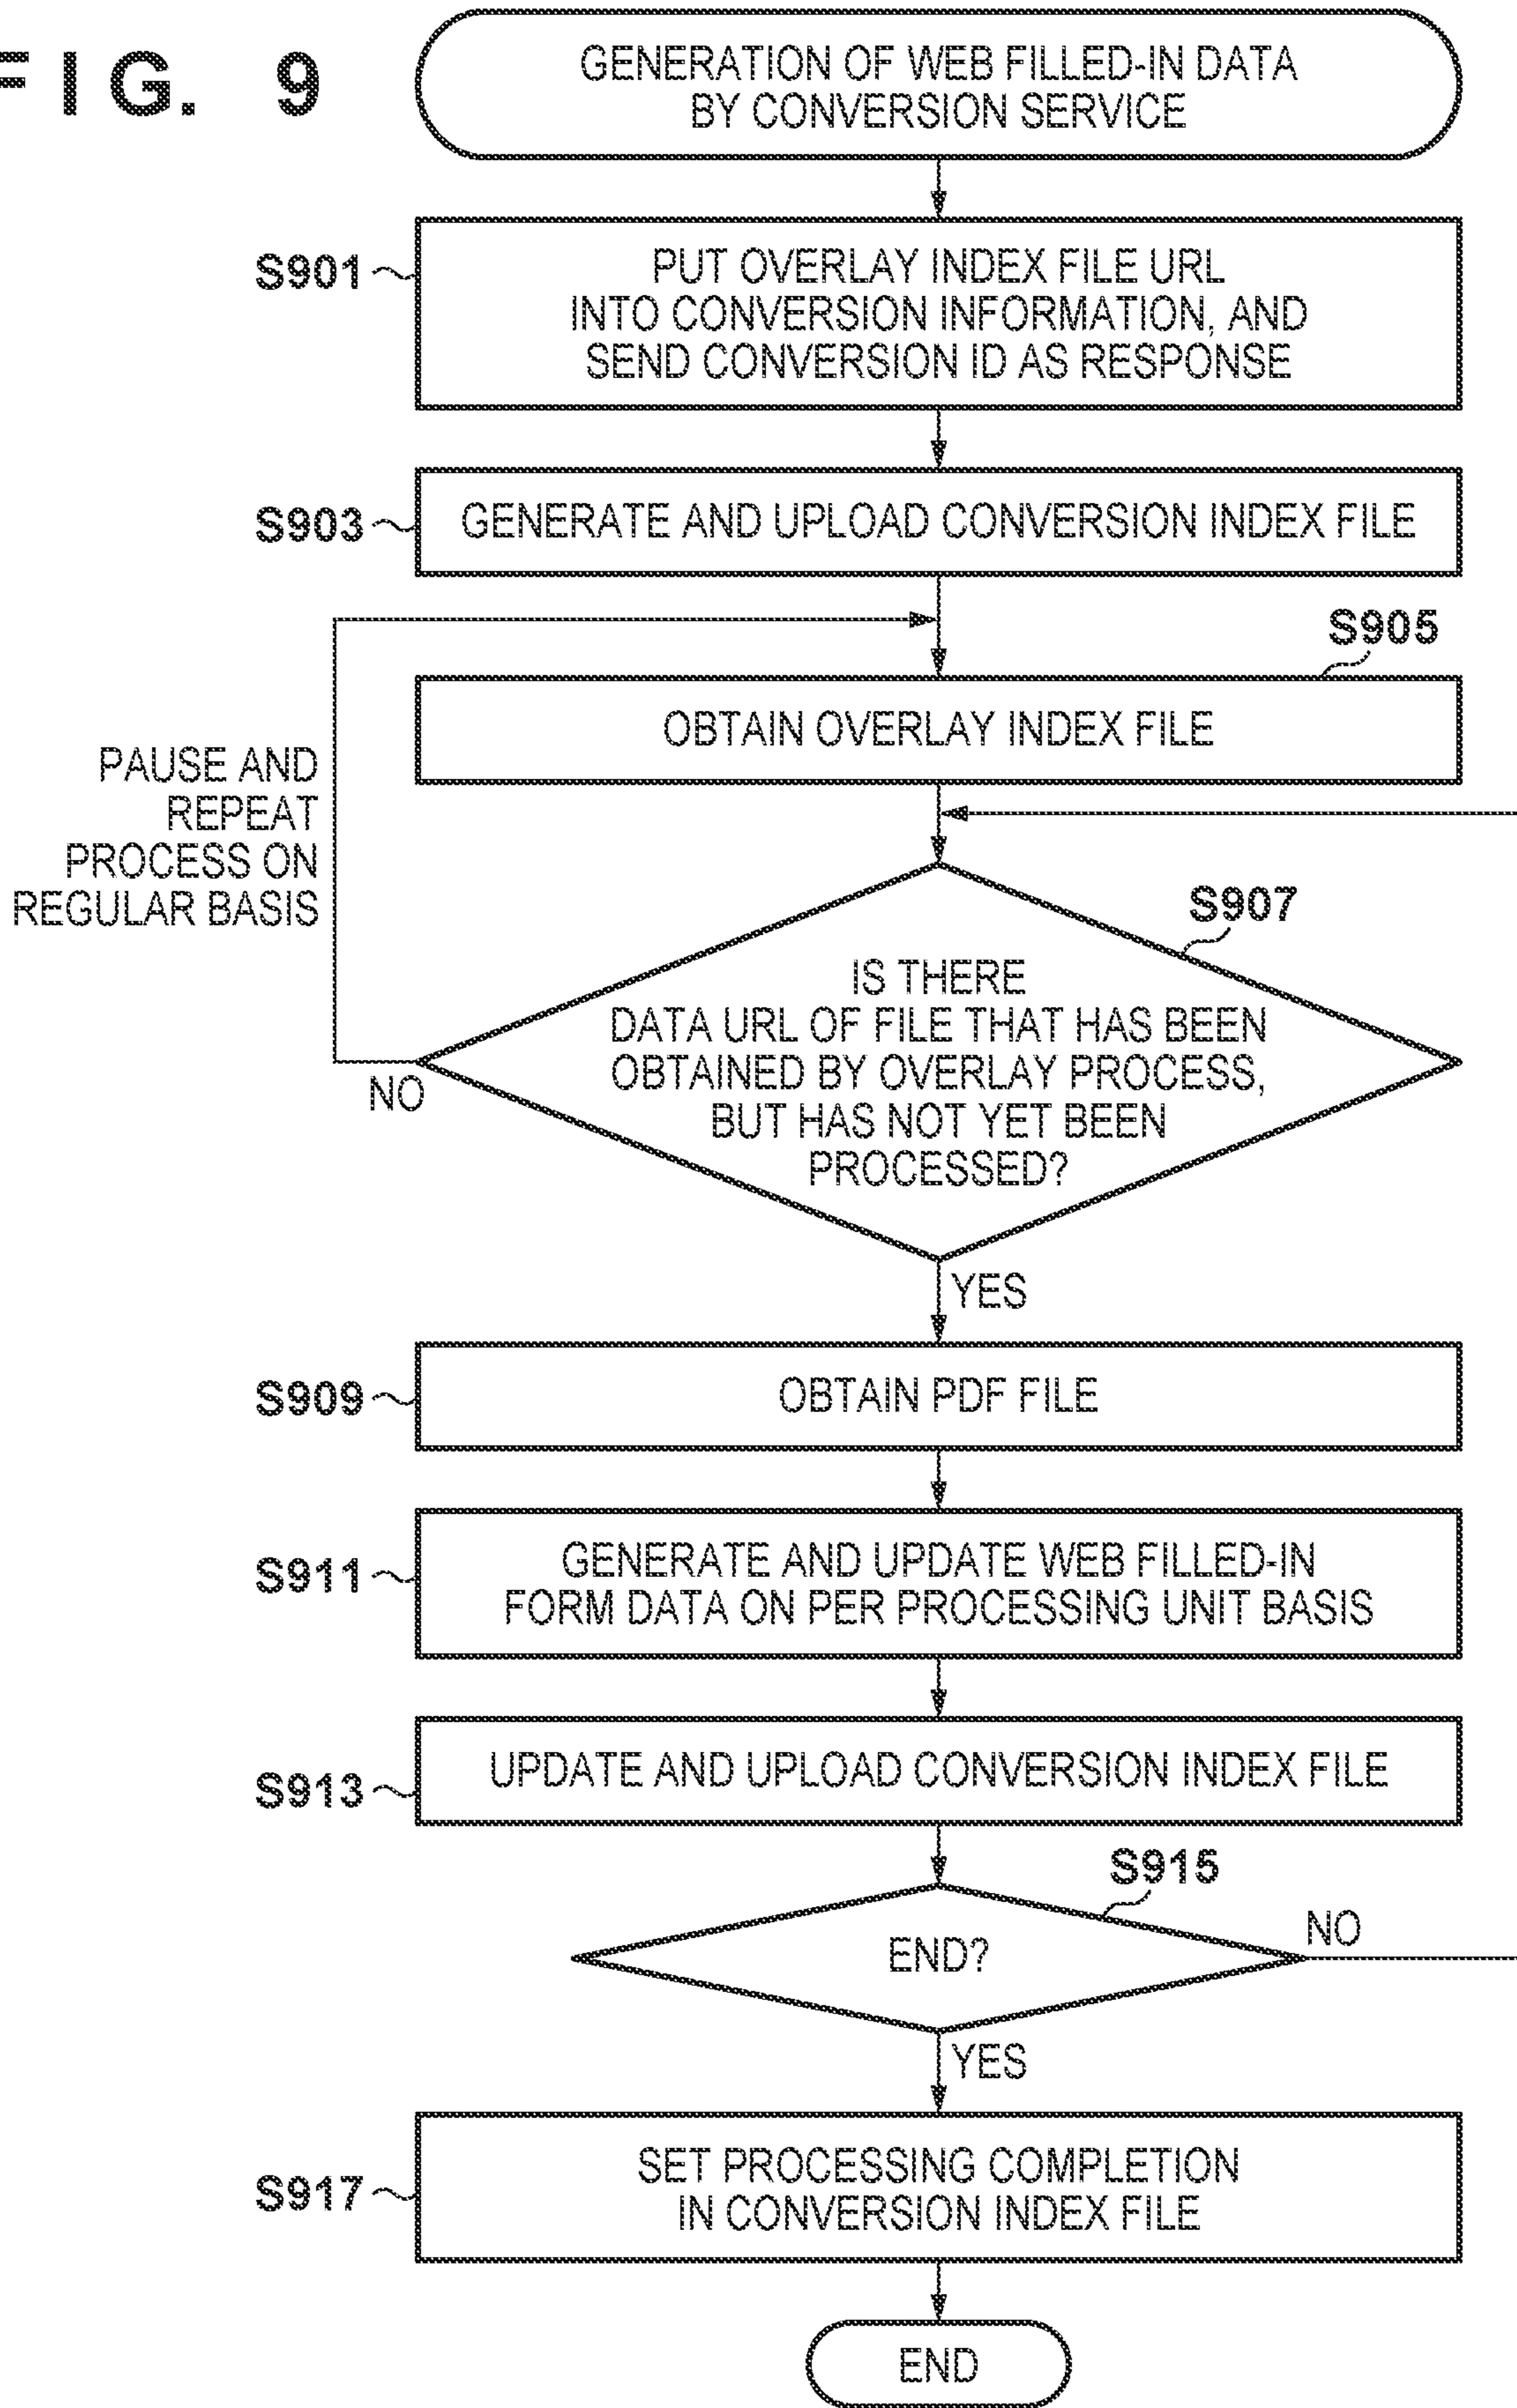 FIG. 9
GENERATION OF WEB FILLED-IN DATA
BY CONVERSION SERVICE
S901
PUT OVERLAY INDEX FILE URL
INTO CONVERSION INFORMATION, AND
SEND CONVERSION ID AS RESPONSE
S903
GENERATE AND UPLOAD CONVERSION INDEX FILE
S905
OBTAIN OVERLAY INDEX FILE
PAUSE AND
REPEAT
PROCESS ON
REGULAR BASIS
S907
IS THERE
DATA URL OF FILE THAT HAS BEEN
OBTAINED BY OVERLAY PROCESS,
BUT HAS NOT YET BEEN
PROCESSED?
NO
YES
S909
OBTAIN PDF FILE
S911
GENERATE AND UPDATE WEB FILLED-IN
FORM DATA ON PER PROCESSING UNIT BASIS
S913
UPDATE AND UPLOAD CONVERSION INDEX FILE
S915
END?
NO
YES
S917
SET PROCESSING COMPLETION
IN CONVERSION INDEX FILE
END